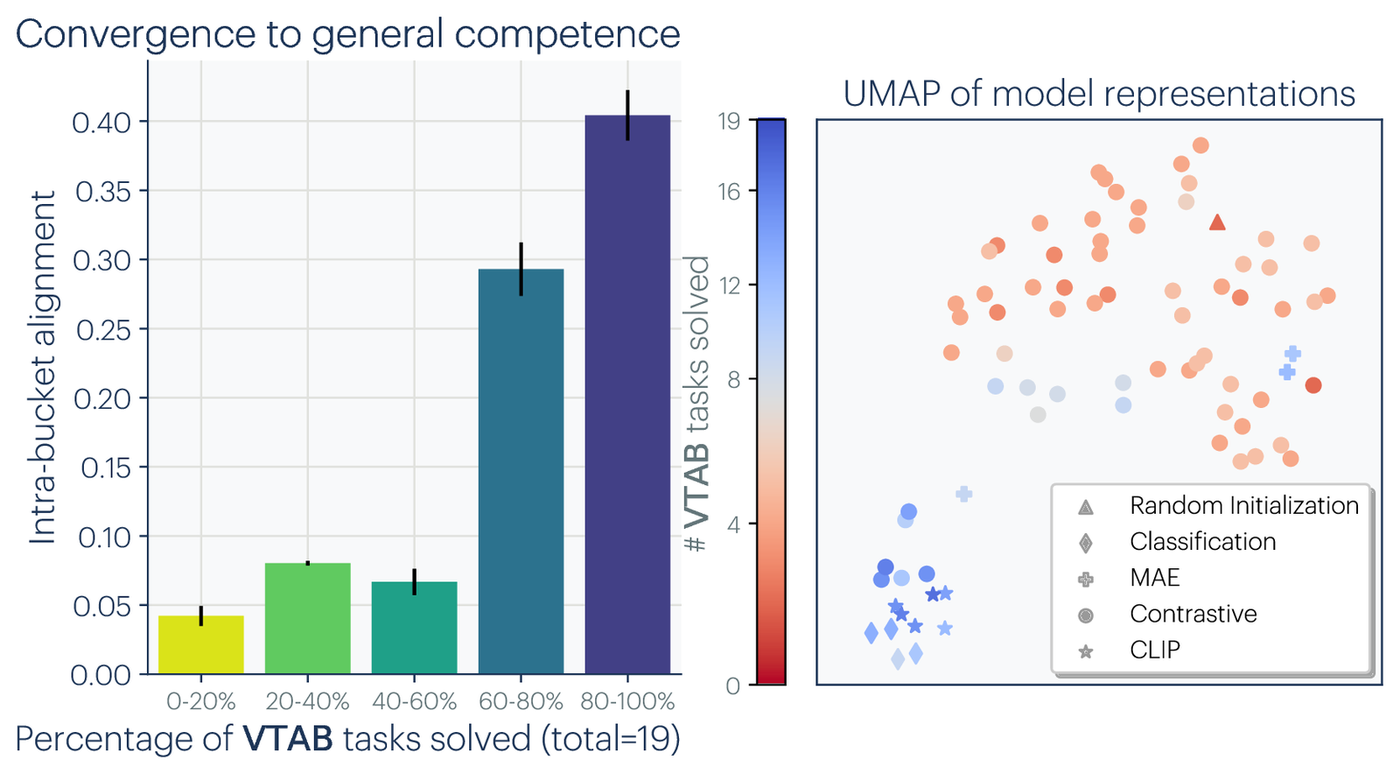 Convergence to general competence
Intra-bucket alignment
0.40
0.35
0.30
0.25
0.20
0.15
0.10
0.05
0.00
0-20%
20-40%
40-60%
60-80%
80-100%
Percentage of VTAB tasks solved (total=19)
# VTAB tasks solved
19
16
12
8
4
0
UMAP of model representations
Random Initialization
Classification
MAE
Contrastive
CLIP